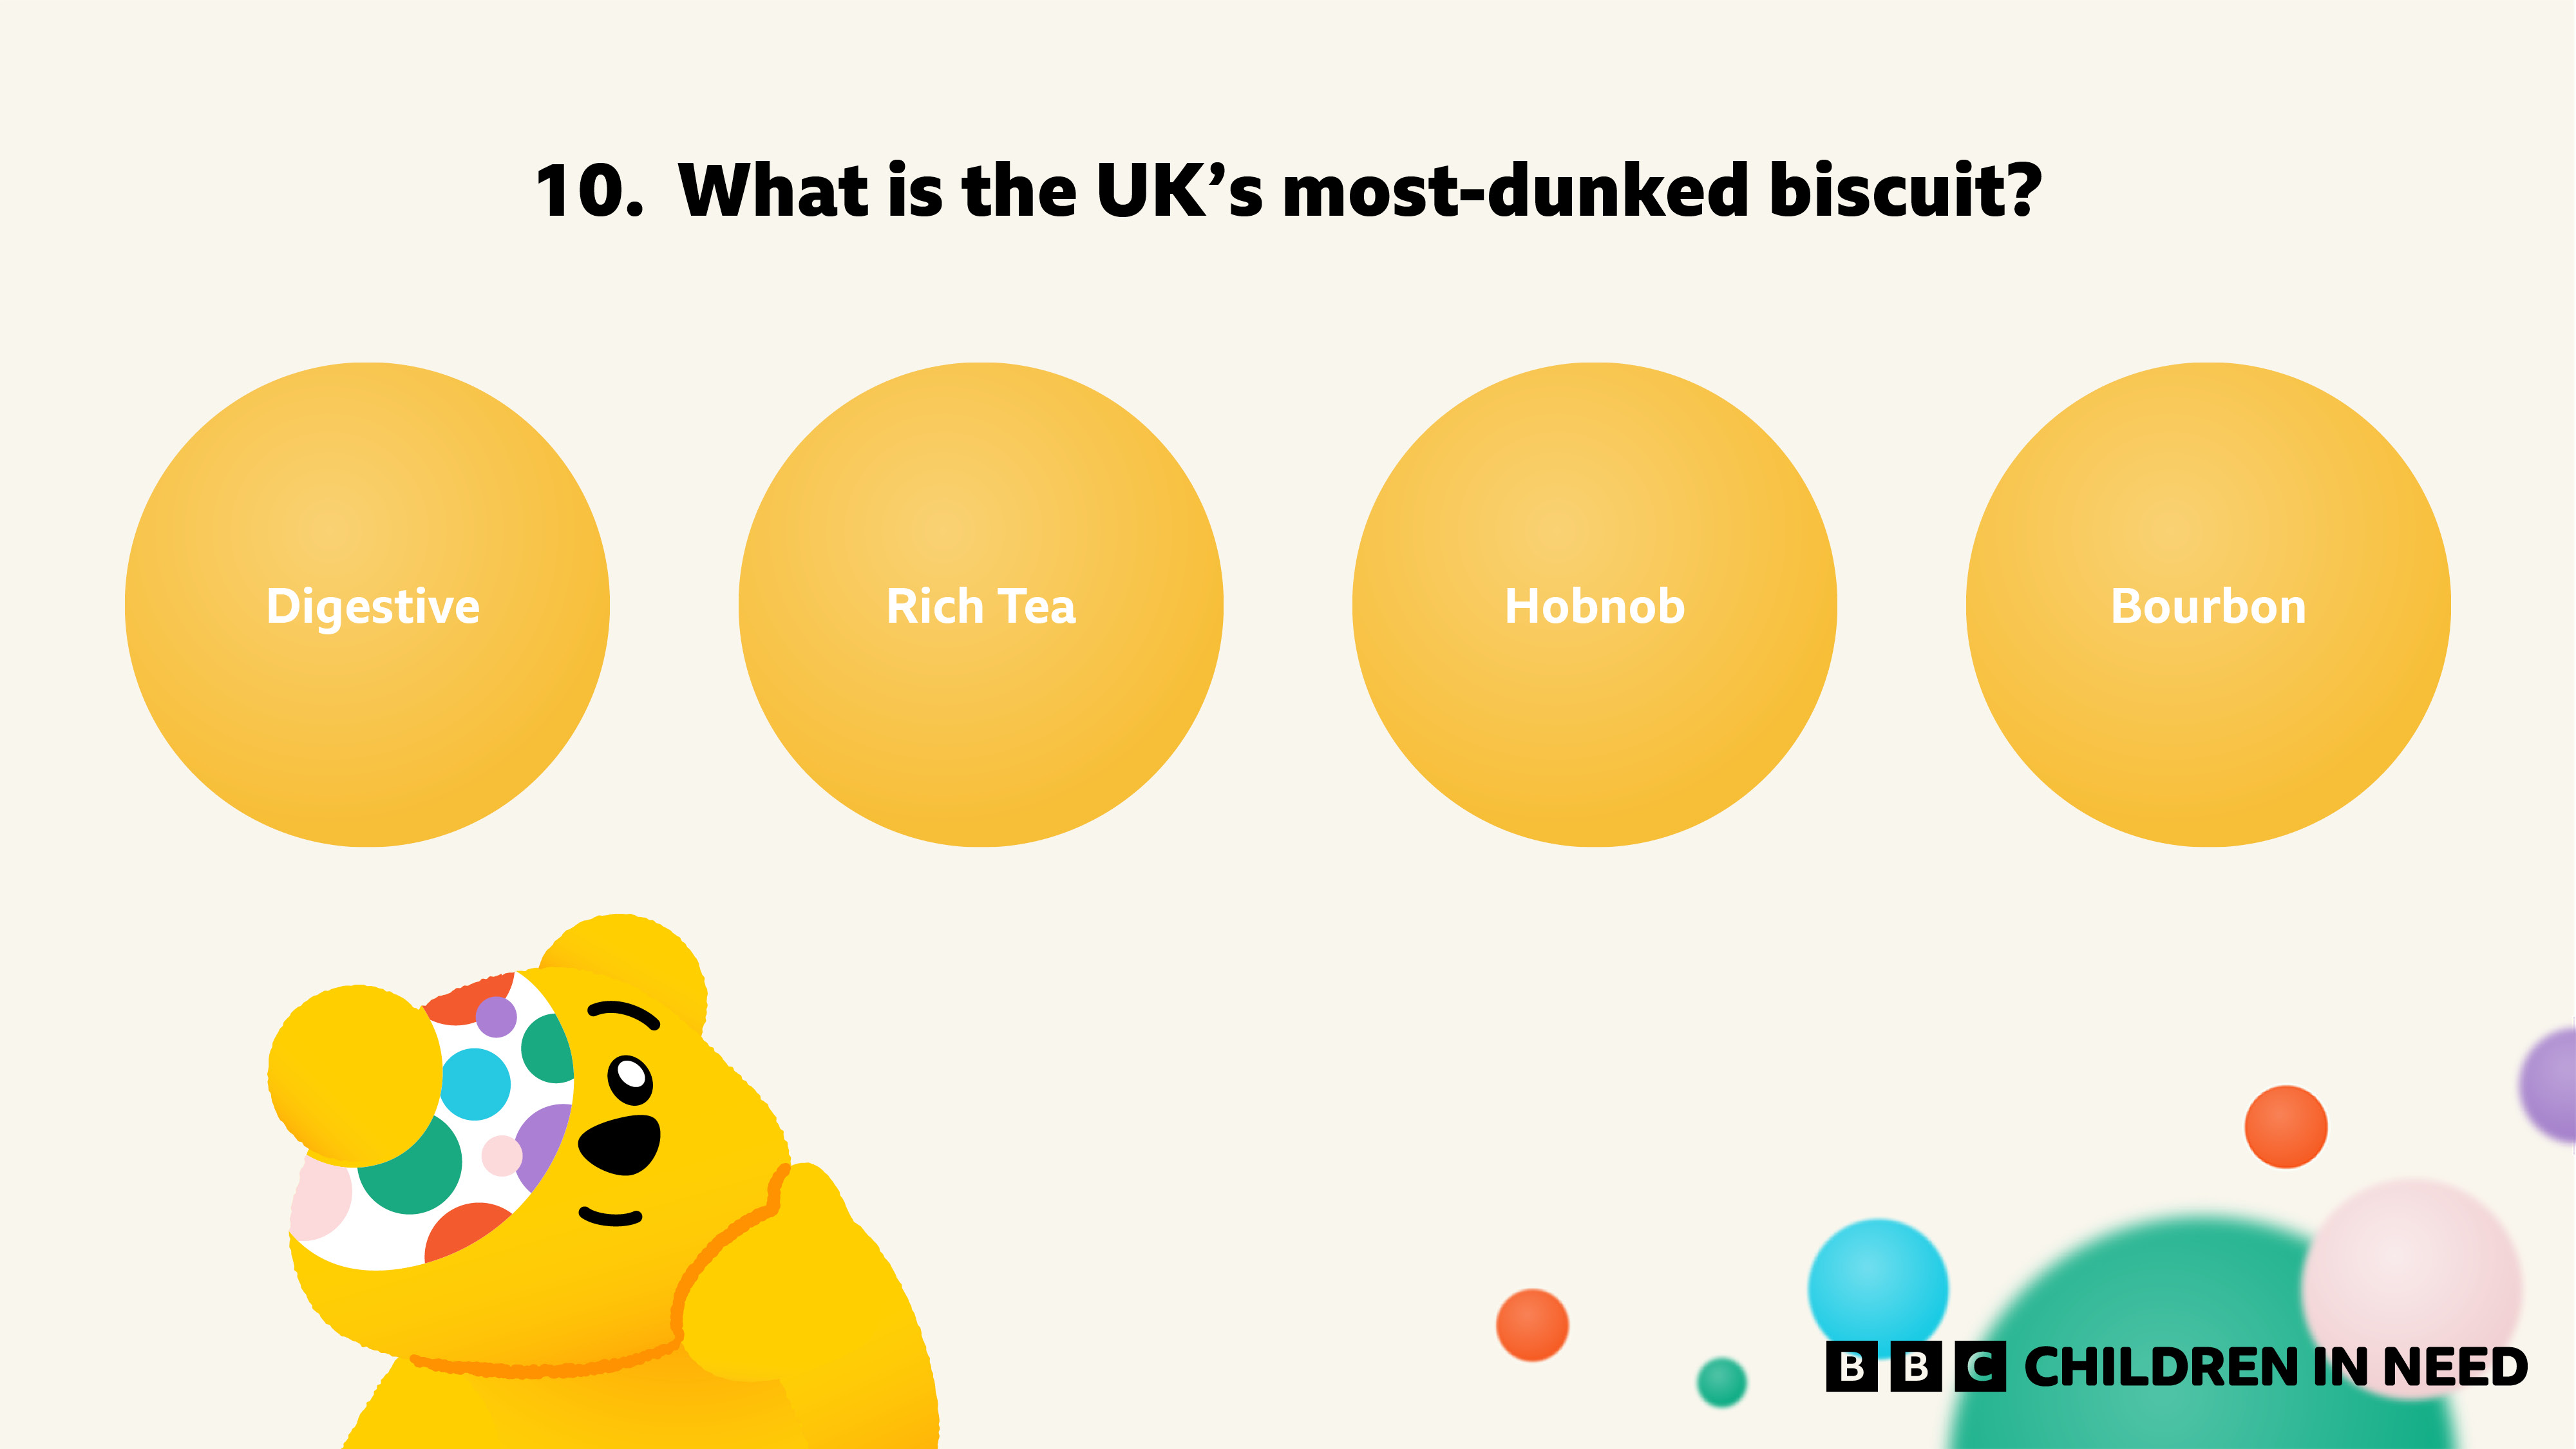 10. What is the UK’s most-dunked biscuit?
Digestive
Rich Tea
Hobnob
Bourbon
BBC CHILDREN IN NEED